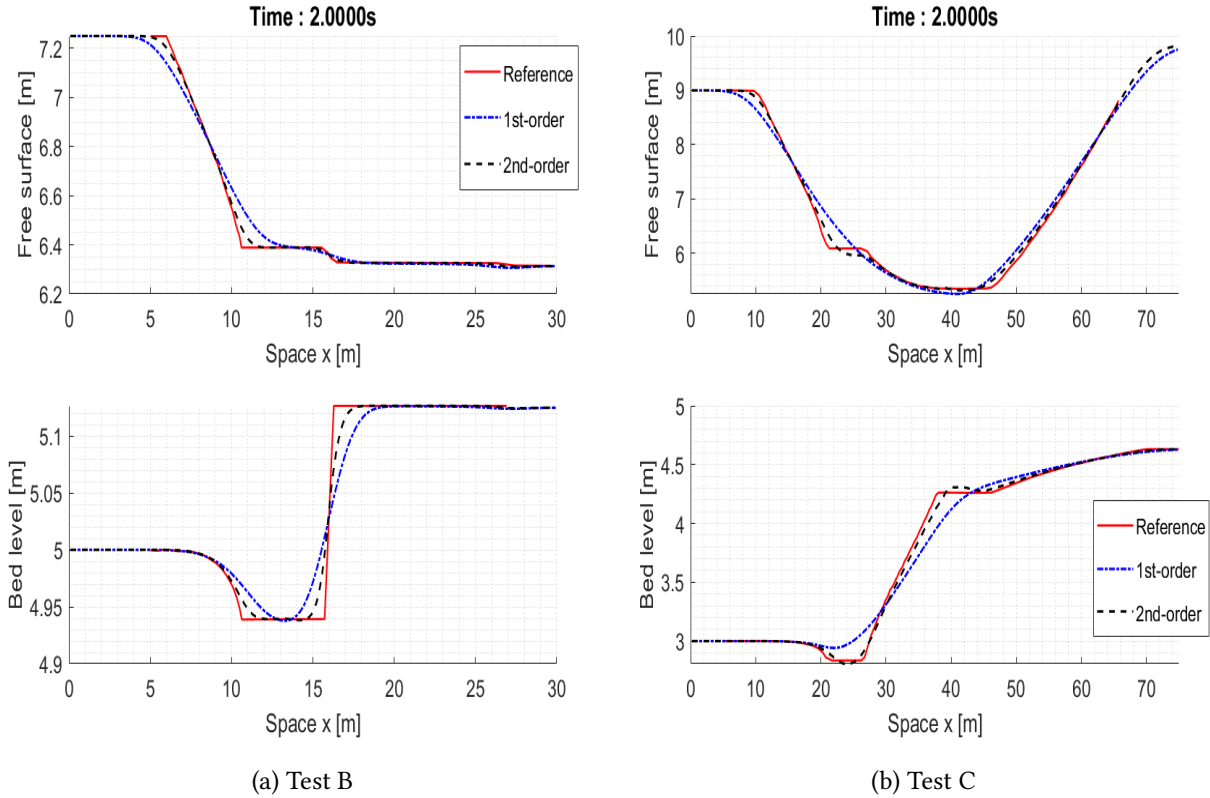 Time : 2.0000s
7.2
7
6.8
6.6
6.4
6.2
Free surface [m]
0 5 10 15 20 25 30
Space x [m]
Reference
1st-order
2nd-order
Time : 2.0000s
10
9
8
7
6
Free surface [m]
0 10 20 30 40 50 60 70
Space x [m]
5.1
5.05
5
4.95
4.9
Bed level [m]
0 5 10 15 20 25 30
Space x [m]
(a) Test B
5
4.5
4
3.5
3
Bed level [m]
0 10 20 30 40 50 60 70
Space x [m]
Reference
1st-order
2nd-order
(b) Test C